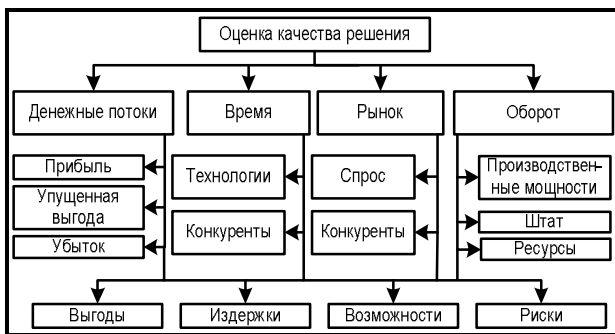 Оценка качества решения
Денежные потоки
Время
Рынок
Оборот
Прибыль
Упущенная
выгода
Убыток
Технологии
Конкуренты
Спрос
Конкуренты
Производствен-
ные мощности
Штат
Ресурсы
Выгоды
Издержки
Возможности
Риски